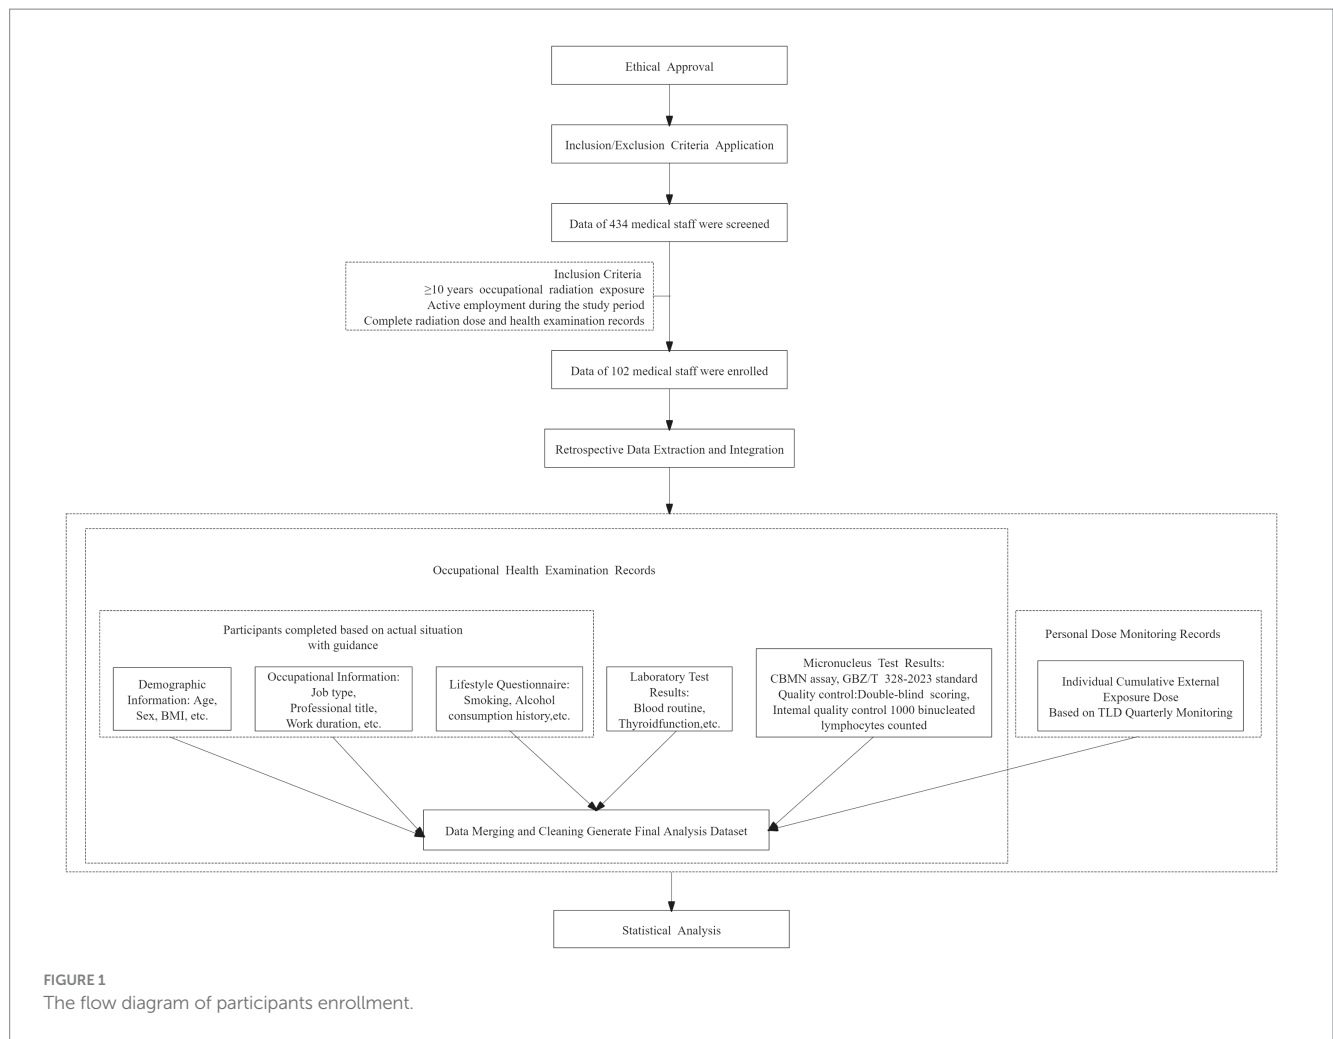 Ethical Approval
Inclusion/Exclusion Criteria Application
Data of 434 medical staff were screened
Inclusion Criteria
≥10 years occupational radiation exposure
Active employment during the study period
Complete radiation dose and health examination records
Data of 102 medical staff were enrolled
Retrospective Data Extraction and Integration
Occupational Health Examination Records
Participants completed based on actual situation
with guidance
Demographic
Information: Age,
Sex, BMI, etc.
Occupational Information:
Job type,
Professional title,
Work duration, etc.
Lifestyle Questionnaire:
Smoking, Alcohol
consumption history,etc.
Laboratory Test
Results:
Blood routine,
Thyroidfunction,etc.
Micronucleus Test Results:
CBMN assay, GBZ/T 328-2023 standard
Quality control:Double-blind scoring,
Intemal quality control 1000 binucleated
lymphocytes counted
Personal Dose Monitoring Records
Individual Cumulative External
Exposure Dose
Based on TLD Quarterly Monitoring
Data Merging and Cleaning Generate Final Analysis Dataset
Statistical Analysis
FIGURE 1
The flow diagram of participants enrollment.